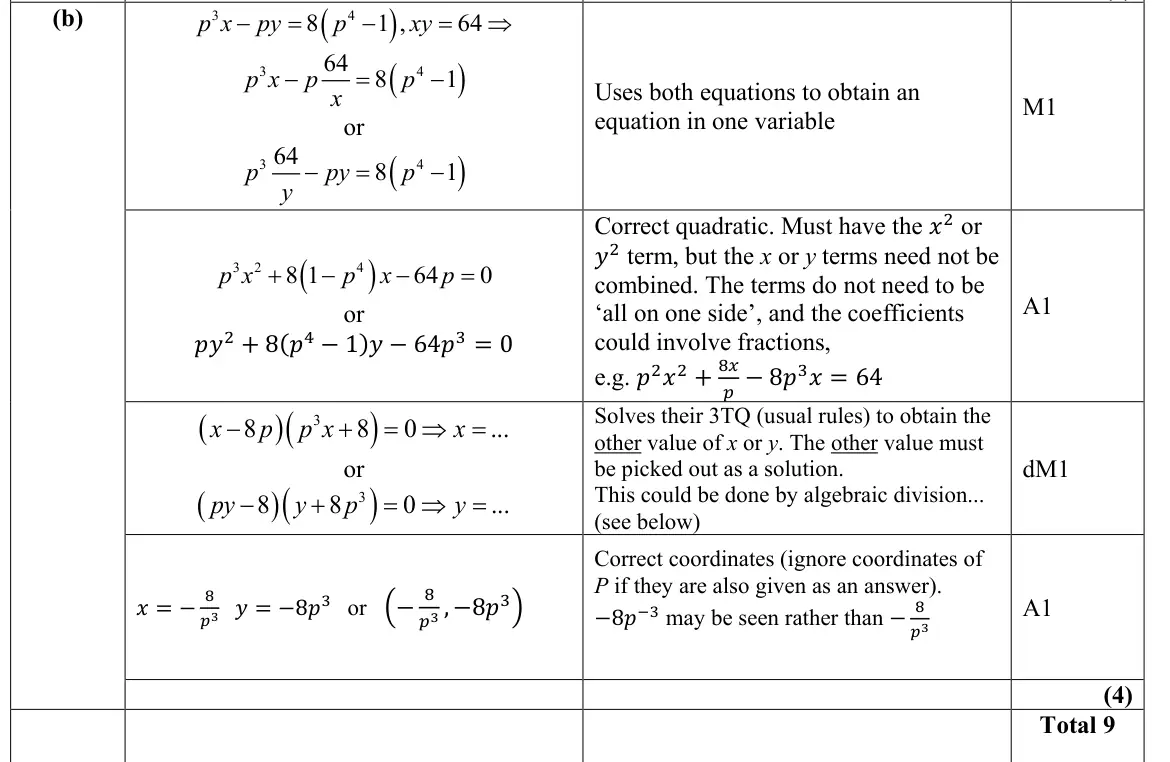 (b)
p³x − py = 8(p⁴ − 1), xy = 64 ⇒
p³x − p 64/x = 8(p⁴ − 1)
or
p³ 64/y − py = 8(p⁴ − 1)
Uses both equations to obtain an
equation in one variable
M1
p³x² + 8(1 − p⁴)x − 64p = 0
or
py² + 8(p⁴ − 1)y − 64p³ = 0
Correct quadratic. Must have the x² or
y² term, but the x or y terms need not be
combined. The terms do not need to be
‘all on one side’, and the coefficients
could involve fractions,
e.g. p²x² + 8x/p − 8p³x = 64
A1
(x − 8p)(p³x + 8) = 0 ⇒ x = ...
or
(py − 8)(y + 8p³) = 0 ⇒ y = ...
Solves their 3TQ (usual rules) to obtain the
other value of x or y. The other value must
be picked out as a solution.
This could be done by algebraic division...
(see below)
dM1
x = − 8/p³ y = −8p³ or (− 8/p³, −8p³)
Correct coordinates (ignore coordinates of
P if they are also given as an answer).
−8p⁻³ may be seen rather than − 8/p³
A1
(4)
Total 9